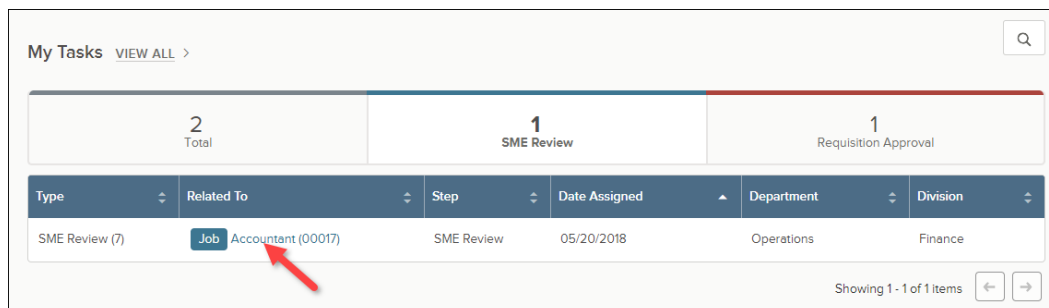 My Tasks VIEW ALL >
2
Total
1
SME Review
1
Requisition Approval
Type Related To Step Date Assigned Department Division
SME Review (7) Job Accountant (00017) SME Review 05/20/2018 Operations Finance
Showing 1 - 1 of 1 items ← →